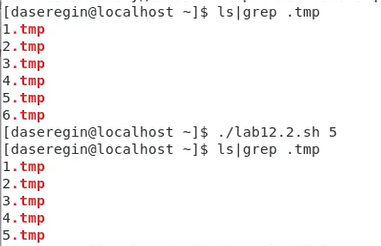 [daseregin@localhost ~]$ ls|grep .tmp
1.tmp
2.tmp
3.tmp
4.tmp
5.tmp
6.tmp
[daseregin@localhost ~]$ ./lab12.2.sh 5
[daseregin@localhost ~]$ ls|grep .tmp
1.tmp
2.tmp
3.tmp
4.tmp
5.tmp